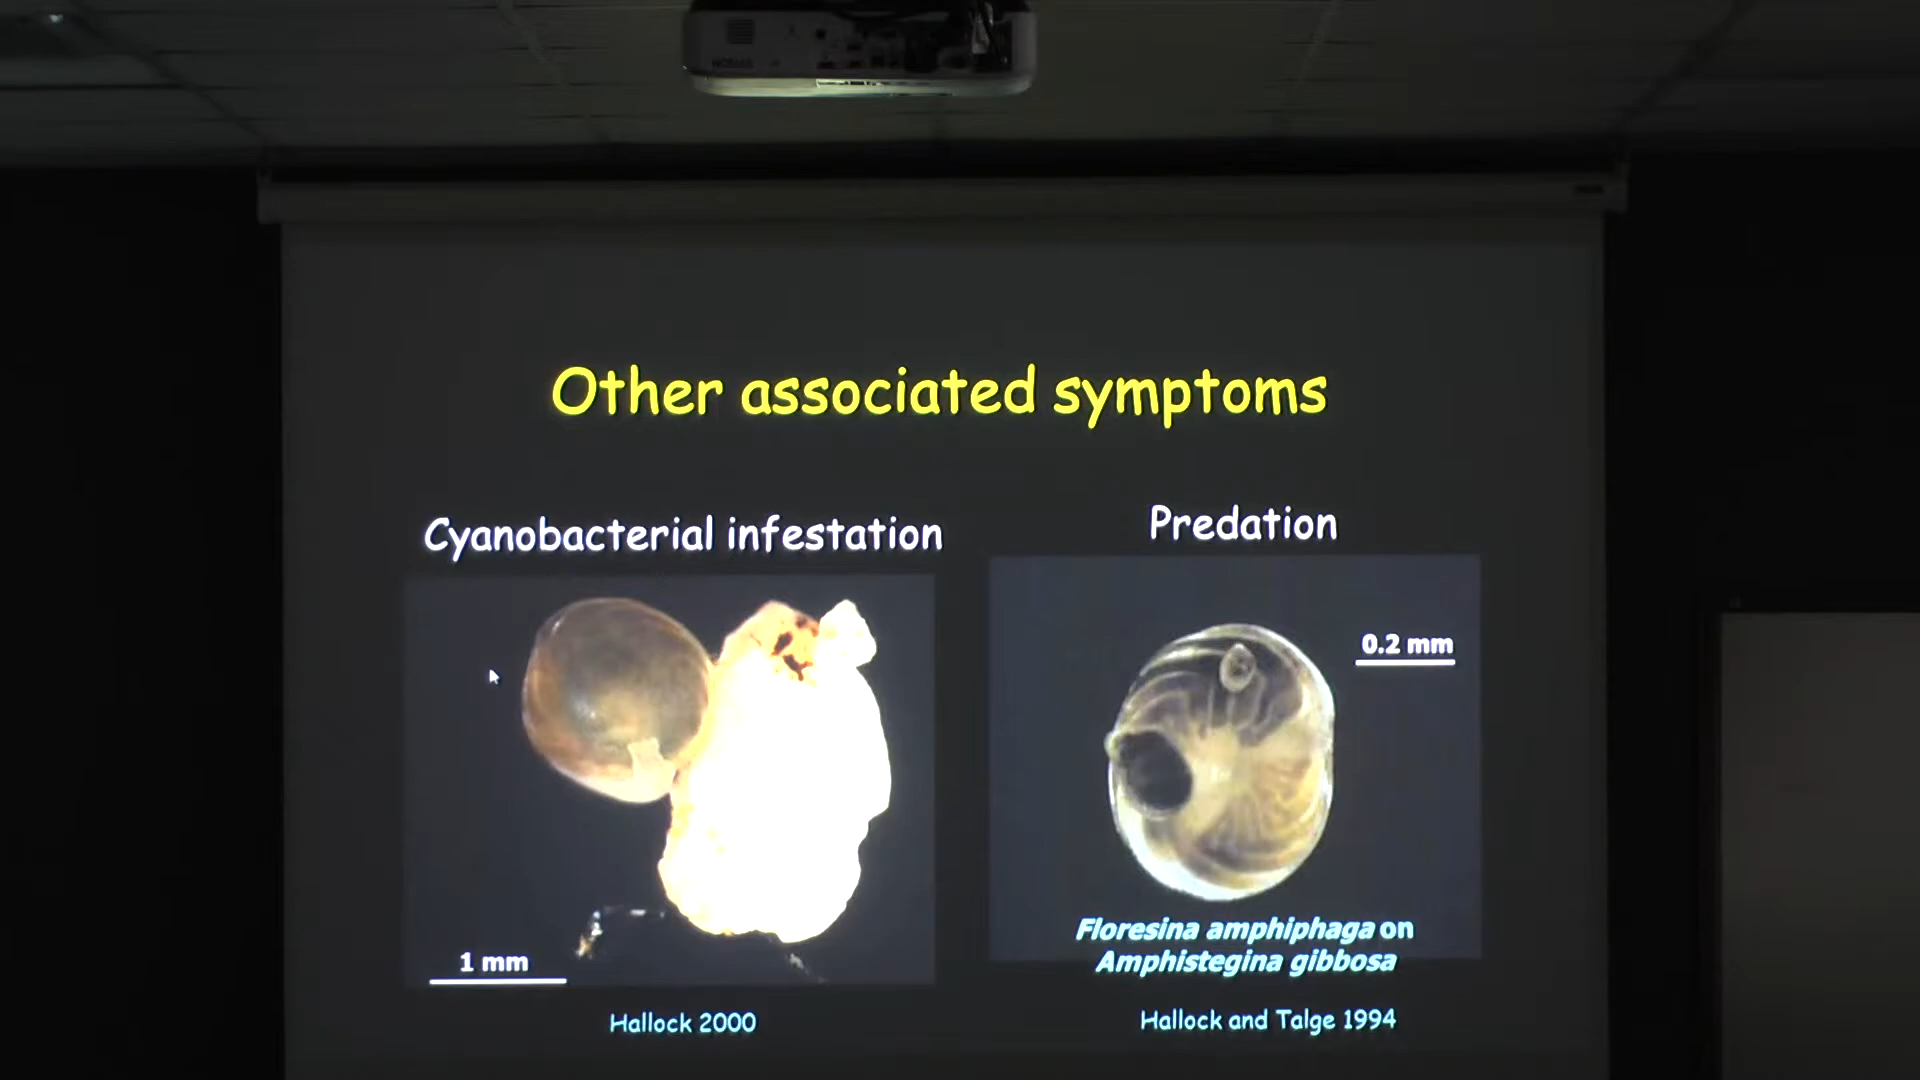 Other associated symptoms
Cyanobacterial infestation
Predation
0.2 mm
1 mm
Floresina amphiphaga on
Amphistegina gibbosa
Hallock 2000
Hallock and Talge 1994